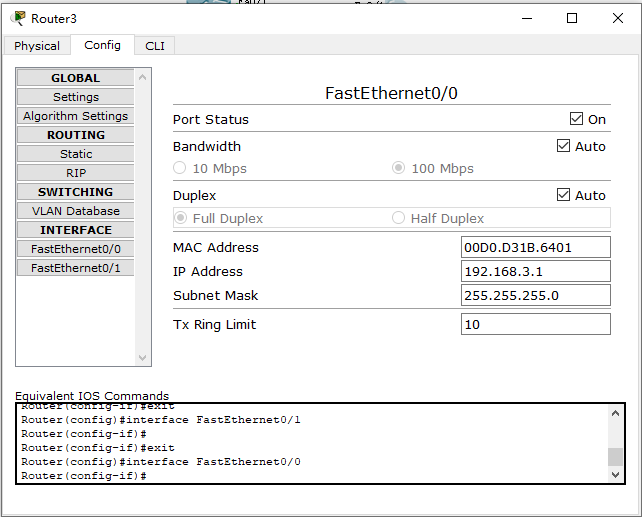 Router3
Physical
Config
CLI
GLOBAL
Settings
Algorithm Settings
ROUTING
Static
RIP
SWITCHING
VLAN Database
INTERFACE
FastEthernet0/0
FastEthernet0/1
FastEthernet0/0
Port Status
On
Bandwidth
Auto
10 Mbps
100 Mbps
Duplex
Auto
Full Duplex
Half Duplex
MAC Address
00D0.D31B.6401
IP Address
192.168.3.1
Subnet Mask
255.255.255.0
Tx Ring Limit
10
Equivalent IOS Commands
Router(config-if)#exit
Router(config)#interface FastEthernet0/1
Router(config-if)#
Router(config-if)#exit
Router(config)#interface FastEthernet0/0
Router(config-if)#